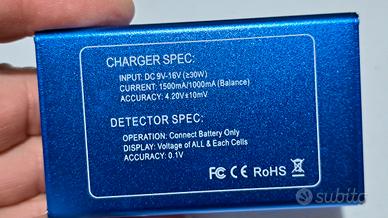 CHARGER SPEC:
INPUT: DC 9V-16V (≥30W)
CURRENT: 1500mA/1000mA (Balance)
ACCURACY: 4.20V±10mV
DETECTOR SPEC:
OPERATION: Connect Battery Only
DISPLAY: Voltage of ALL & Each Cells
ACCURACY: 0.1V
FC CE RoHS
subito